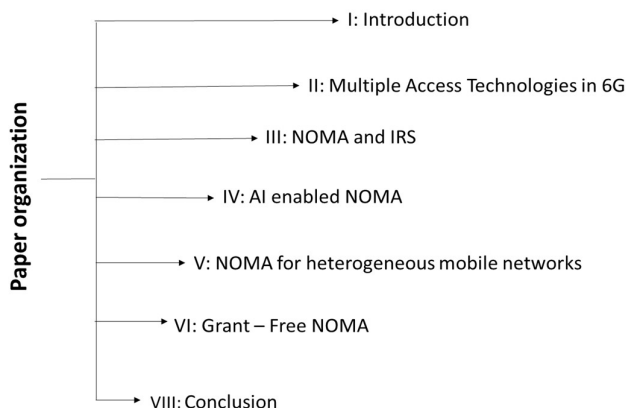 Paper organization
I: Introduction
II: Multiple Access Technologies in 6G
III: NOMA and IRS
IV: AI enabled NOMA
V: NOMA for heterogeneous mobile networks
VI: Grant – Free NOMA
VIII: Conclusion